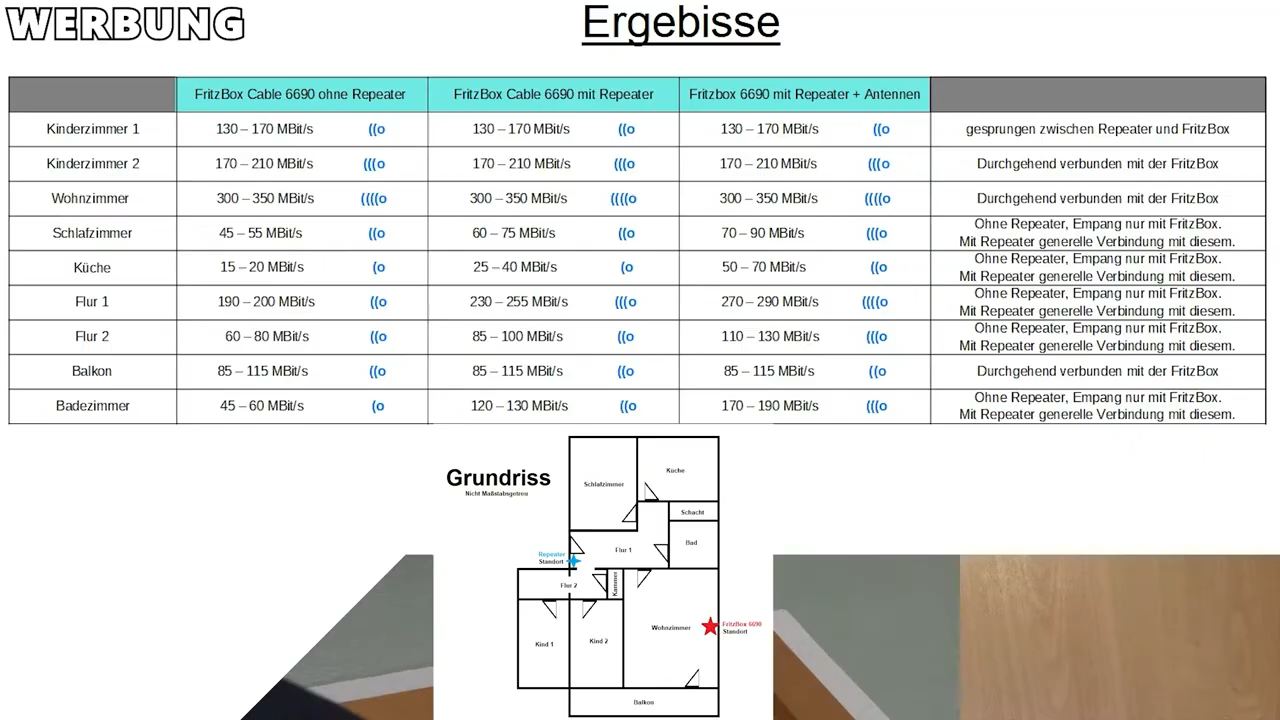 WERBUNG
Ergebisse
FritzBox Cable 6690 ohne Repeater FritzBox Cable 6690 mit Repeater Fritzbox 6690 mit Repeater + Antennen
Kinderzimmer 1 130 – 170 MBit/s ((o 130 – 170 MBit/s ((o 130 – 170 MBit/s ((o gesprungen zwischen Repeater und FritzBox
Kinderzimmer 2 170 – 210 MBit/s (((o 170 – 210 MBit/s (((o 170 – 210 MBit/s (((o Durchgehend verbunden mit der FritzBox
Wohnzimmer 300 – 350 MBit/s ((((o 300 – 350 MBit/s ((((o 300 – 350 MBit/s ((((o Durchgehend verbunden mit der FritzBox
Schlafzimmer 45 – 55 MBit/s ((o 60 – 75 MBit/s ((o 70 – 90 MBit/s (((o Ohne Repeater, Empang nur mit FritzBox.
Mit Repeater generelle Verbindung mit diesem.
Küche 15 – 20 MBit/s (o 25 – 40 MBit/s (o 50 – 70 MBit/s ((o Ohne Repeater, Empang nur mit FritzBox.
Mit Repeater generelle Verbindung mit diesem.
Flur 1 190 – 200 MBit/s ((o 230 – 255 MBit/s (((o 270 – 290 MBit/s ((((o Ohne Repeater, Empang nur mit FritzBox.
Mit Repeater generelle Verbindung mit diesem.
Flur 2 60 – 80 MBit/s ((o 85 – 100 MBit/s ((o 110 – 130 MBit/s (((o Ohne Repeater, Empang nur mit FritzBox.
Mit Repeater generelle Verbindung mit diesem.
Balkon 85 – 115 MBit/s ((o 85 – 115 MBit/s ((o 85 – 115 MBit/s ((o Durchgehend verbunden mit der FritzBox
Badezimmer 45 – 60 MBit/s (o 120 – 130 MBit/s ((o 170 – 190 MBit/s (((o Ohne Repeater, Empang nur mit FritzBox.
Mit Repeater generelle Verbindung mit diesem.
Grundriss
Nicht Maßstabsgetreu
Küche
Schlafzimmer
Schacht
Bad
Flur 1
Repeater
Standort
Flur 2
Kammer
Wohnzimmer
FritzBox 6690
Standort
Kind 1
Kind 2
Balkon